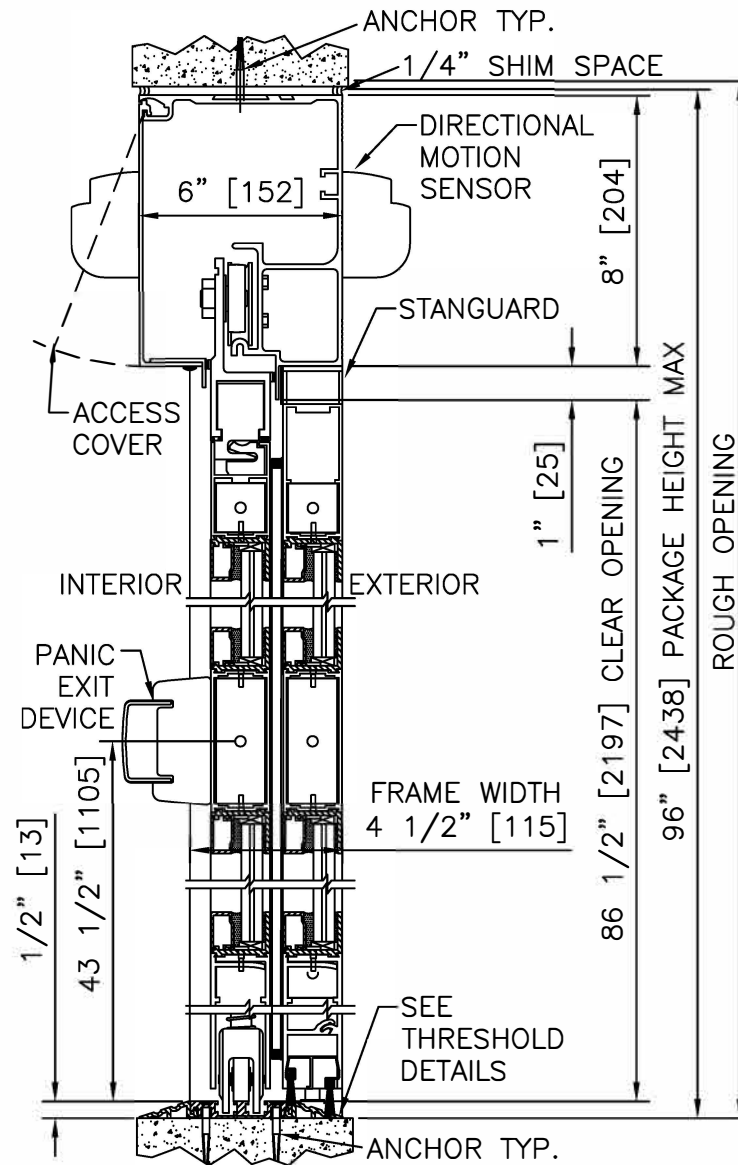 ANCHOR TYP.
1/4” SHIM SPACE
DIRECTIONAL
MOTION
SENSOR
6” [152]
8” [204]
STANGUARD
ACCESS
COVER
1” [25]
INTERIOR
EXTERIOR
PANIC
EXIT
DEVICE
FRAME WIDTH
4 1/2” [115]
86 1/2” [2197] CLEAR OPENING
96” [2438] PACKAGE HEIGHT MAX
ROUGH OPENING
1/2” [13]
43 1/2” [1105]
SEE
THRESHOLD
DETAILS
ANCHOR TYP.